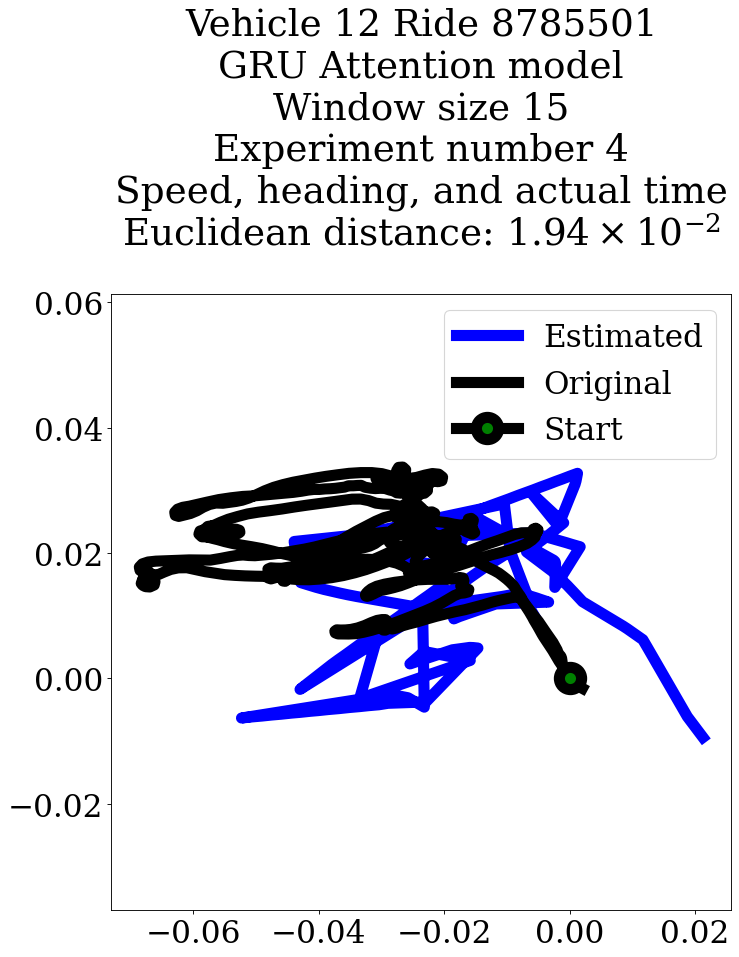 Vehicle 12 Ride 8785501
GRU Attention model
Window size 15
Experiment number 4
Speed, heading, and actual time
Euclidean distance: 1.94 × 10⁻²
0.06
0.04
0.02
0.00
−0.02
Estimated
Original
Start
−0.06 −0.04 −0.02 0.00 0.02